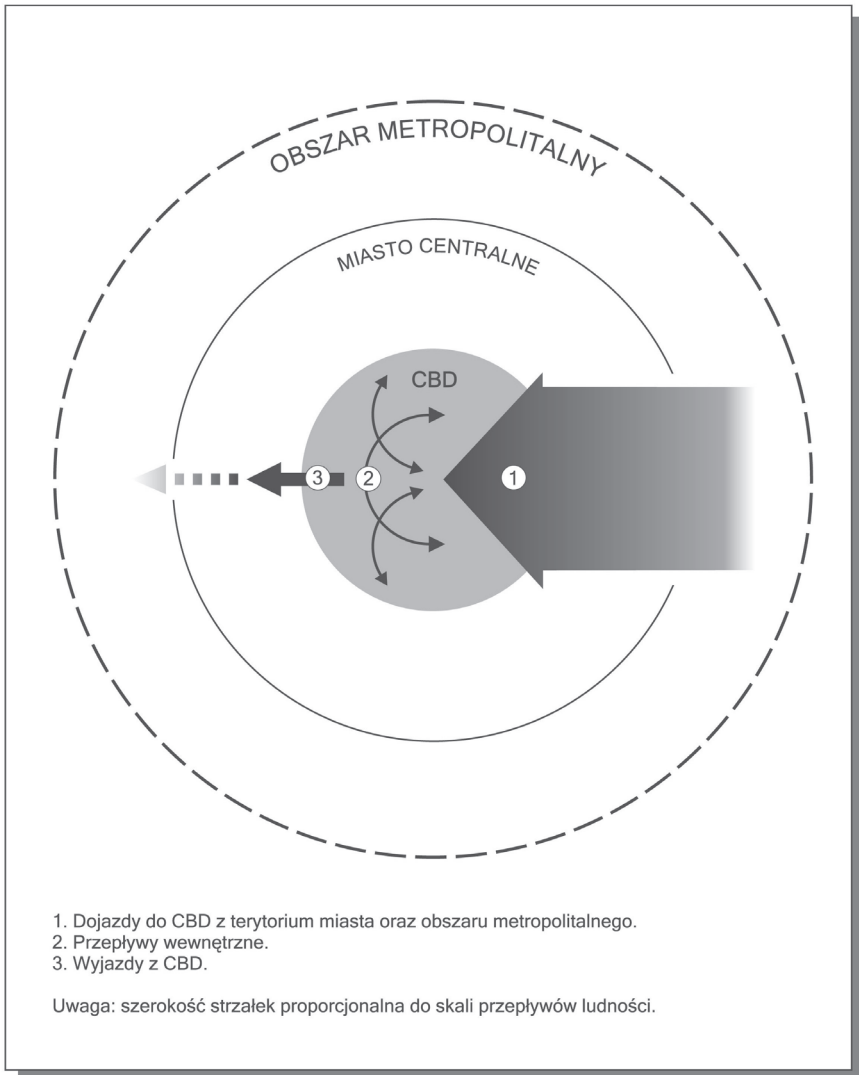 OBSZAR METROPOLITALNY
MIASTO CENTRALNE
CBD
3
2
1
1. Dojazdy do CBD z terytorium miasta oraz obszaru metropolitalnego.
2. Przepływy wewnętrzne.
3. Wyjazdy z CBD.
Uwaga: szerokość strzałek proporcjonalna do skali przepływów ludności.